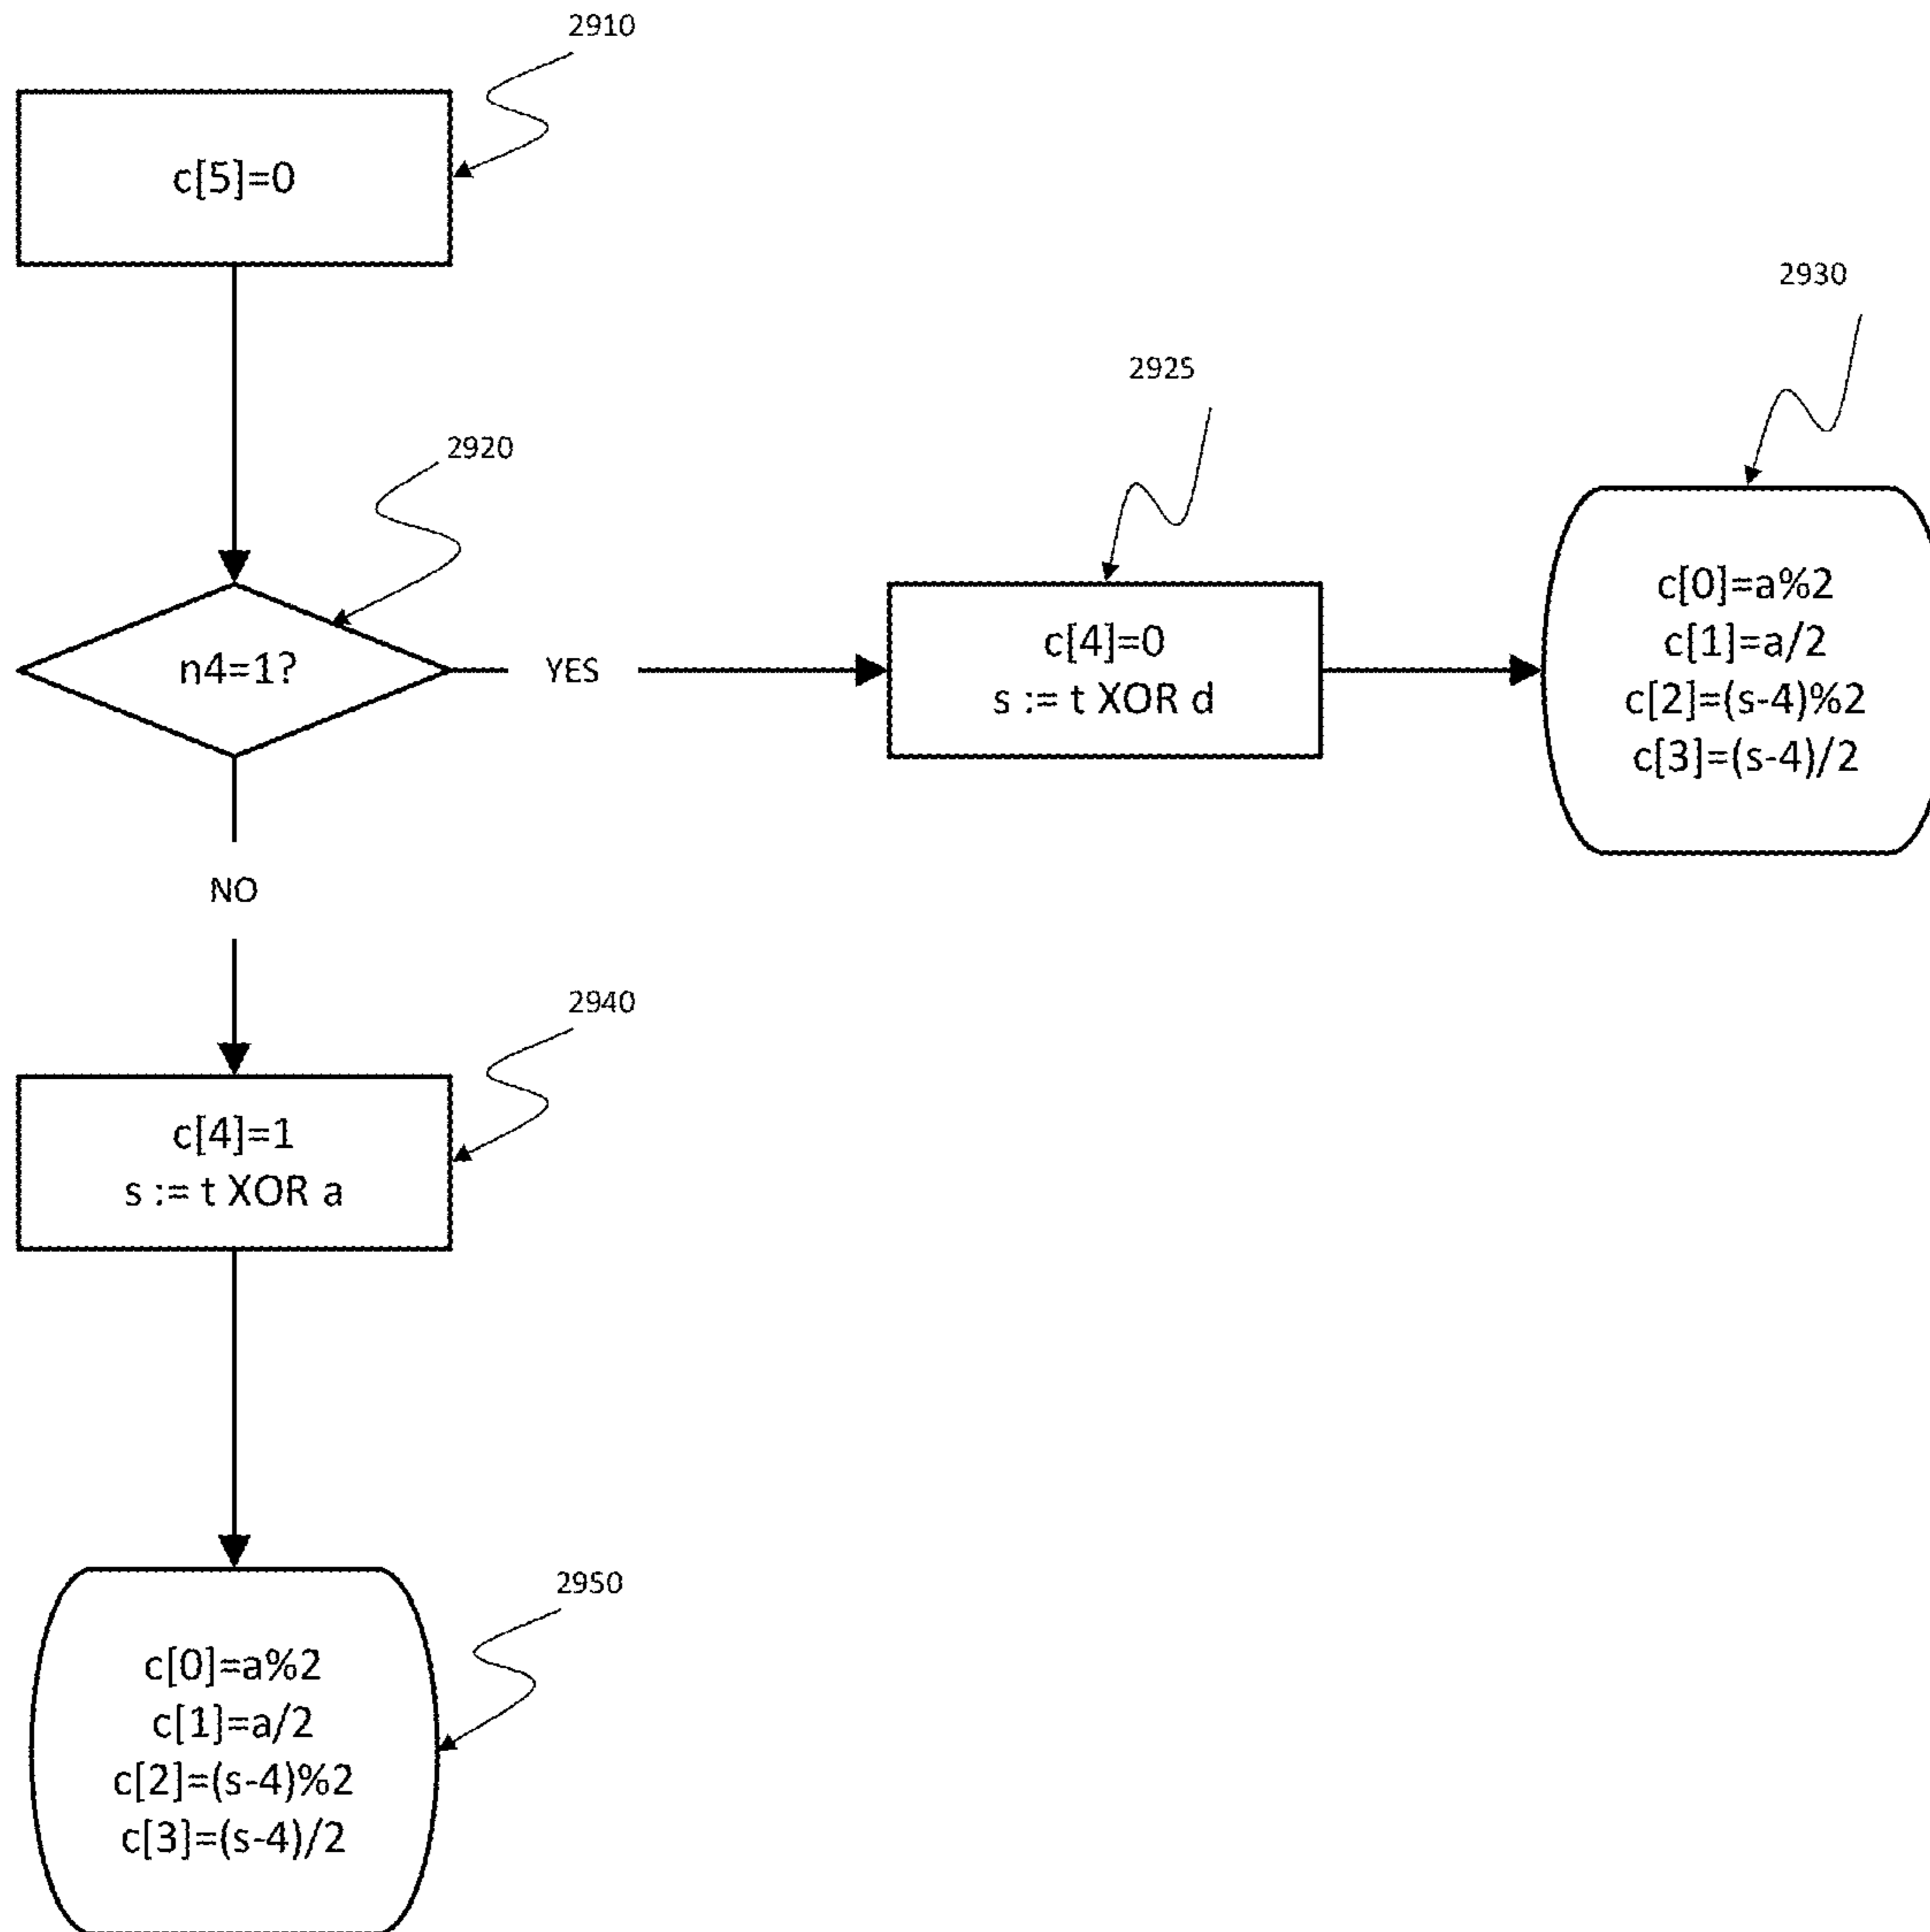 2910
c[5]=0
2930
2925
2920
n4=1?
YES
c[4]=0
s := t XOR d
c[0]=a%2
c[1]=a/2
c[2]=(s-4)%2
c[3]=(s-4)/2
NO
2940
c[4]=1
s := t XOR a
2950
c[0]=a%2
c[1]=a/2
c[2]=(s-4)%2
c[3]=(s-4)/2